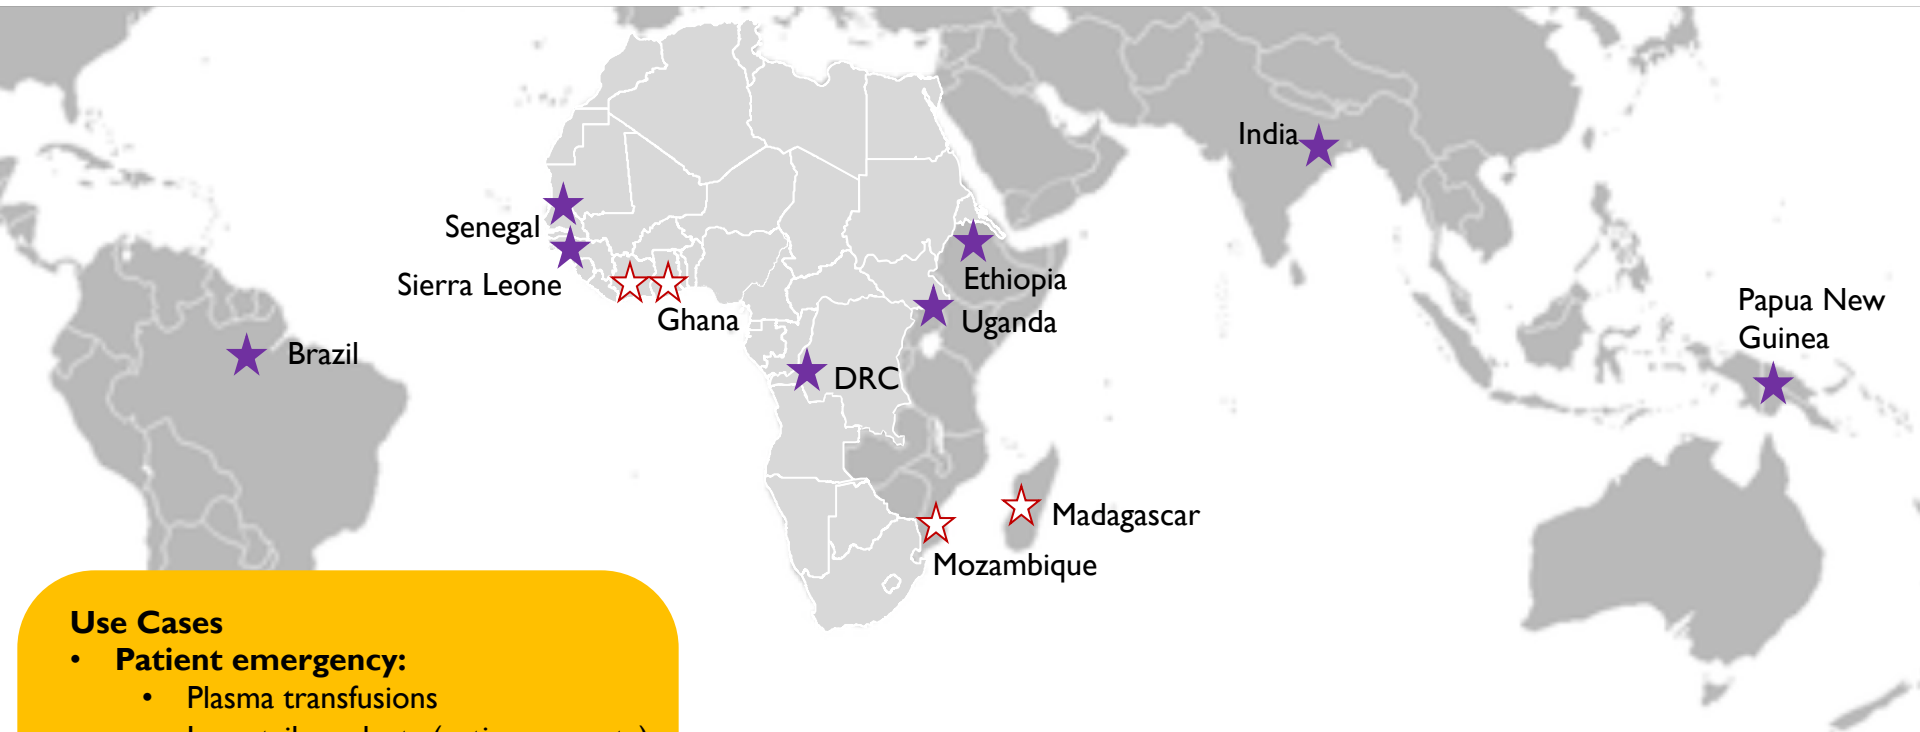 India
Senegal
Sierra Leone
Ghana
Ethiopia
Uganda
Papua New
Guinea
Brazil
DRC
Madagascar
Mozambique
Use Cases
• Patient emergency:
• Plasma transfusions